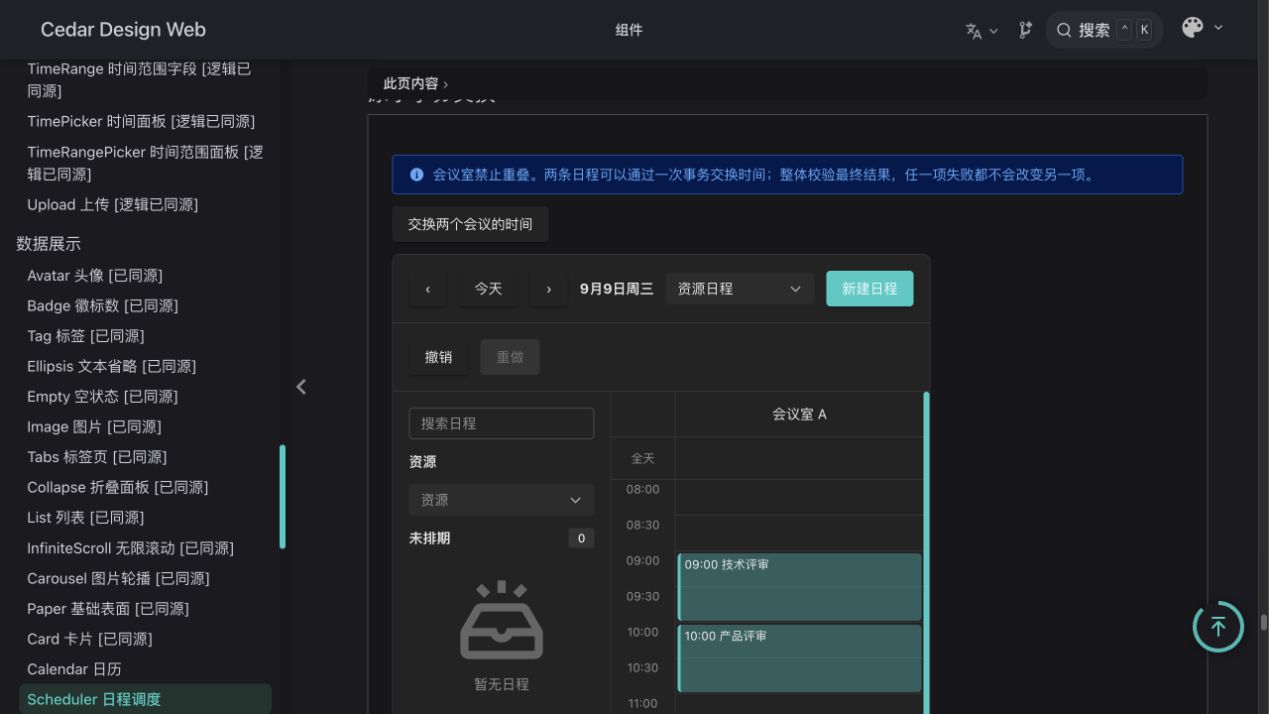 Cedar Design Web
组件
搜索 ^ K
TimeRange 时间范围字段 [逻辑已
同源]
TimePicker 时间面板 [逻辑已同源]
TimeRangePicker 时间范围面板 [逻
辑已同源]
Upload 上传 [逻辑已同源]
数据展示
Avatar 头像 [已同源]
Badge 徽标数 [已同源]
Tag 标签 [已同源]
Ellipsis 文本省略 [已同源]
Empty 空状态 [已同源]
Image 图片 [已同源]
Tabs 标签页 [已同源]
Collapse 折叠面板 [已同源]
List 列表 [已同源]
InfiniteScroll 无限滚动 [已同源]
Carousel 图片轮播 [已同源]
Paper 基础表面 [已同源]
Card 卡片 [已同源]
Calendar 日历
Scheduler 日程调度
此页内容 ›
会议室禁止重叠。两条日程可以通过一次事务交换时间；整体校验最终结果，任一项失败都不会改变另一项。
交换两个会议的时间
‹ 今天 › 9月9日周三 资源日程 新建日程
撤销 重做
搜索日程
资源
资源
未排期 0
暂无日程
会议室 A
全天
08:00
08:30
09:00
09:30
10:00
10:30
11:00
09:00 技术评审
10:00 产品评审